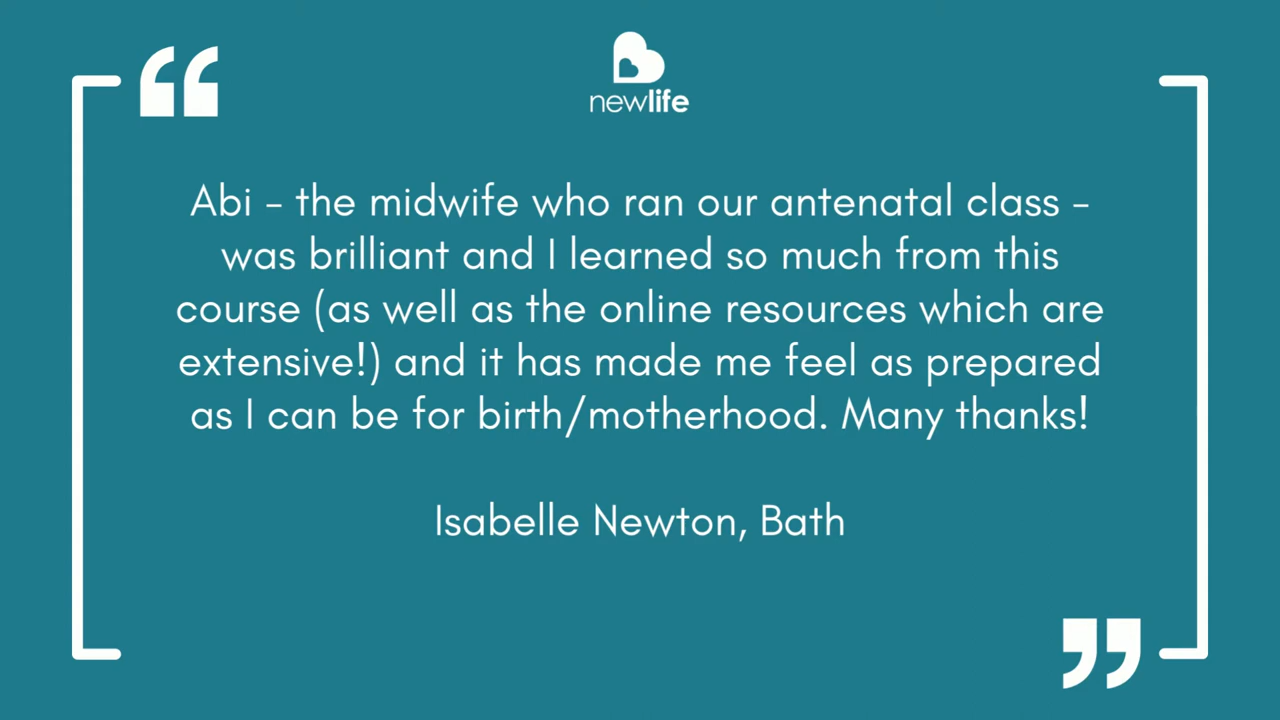 newlife
Abi - the midwife who ran our antenatal class -
was brilliant and I learned so much from this
course (as well as the online resources which are
extensive!) and it has made me feel as prepared
as I can be for birth/motherhood. Many thanks!
Isabelle Newton, Bath